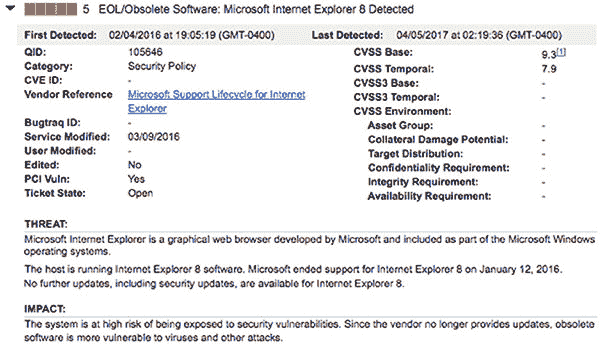 5 EOL/Obsolete Software: Microsoft Internet Explorer 8 Detected
First Detected: 02/04/2016 at 19:05:19 (GMT-0400)
Last Detected: 04/05/2017 at 02:19:36 (GMT-0400)
QID: 105646
Category: Security Policy
CVE ID: -
Vendor Reference Microsoft Support Lifecycle for Internet
Explorer
Bugtraq ID: -
Service Modified: 03/09/2016
User Modified: -
Edited: No
PCI Vuln: Yes
Ticket State: Open
CVSS Base: 9.3[1]
CVSS Temporal: 7.9
CVSS3 Base: -
CVSS3 Temporal: -
CVSS Environment:
Asset Group: -
Collateral Damage Potential: -
Target Distribution: -
Confidentiality Requirement: -
Integrity Requirement: -
Availability Requirement: -
THREAT:
Microsoft Internet Explorer is a graphical web browser developed by Microsoft and included as part of the Microsoft Windows
operating systems.
The host is running Internet Explorer 8 software. Microsoft ended support for Internet Explorer 8 on January 12, 2016.
No further updates, including security updates, are available for Internet Explorer 8.
IMPACT:
The system is at high risk of being exposed to security vulnerabilities. Since the vendor no longer provides updates, obsolete
software is more vulnerable to viruses and other attacks.